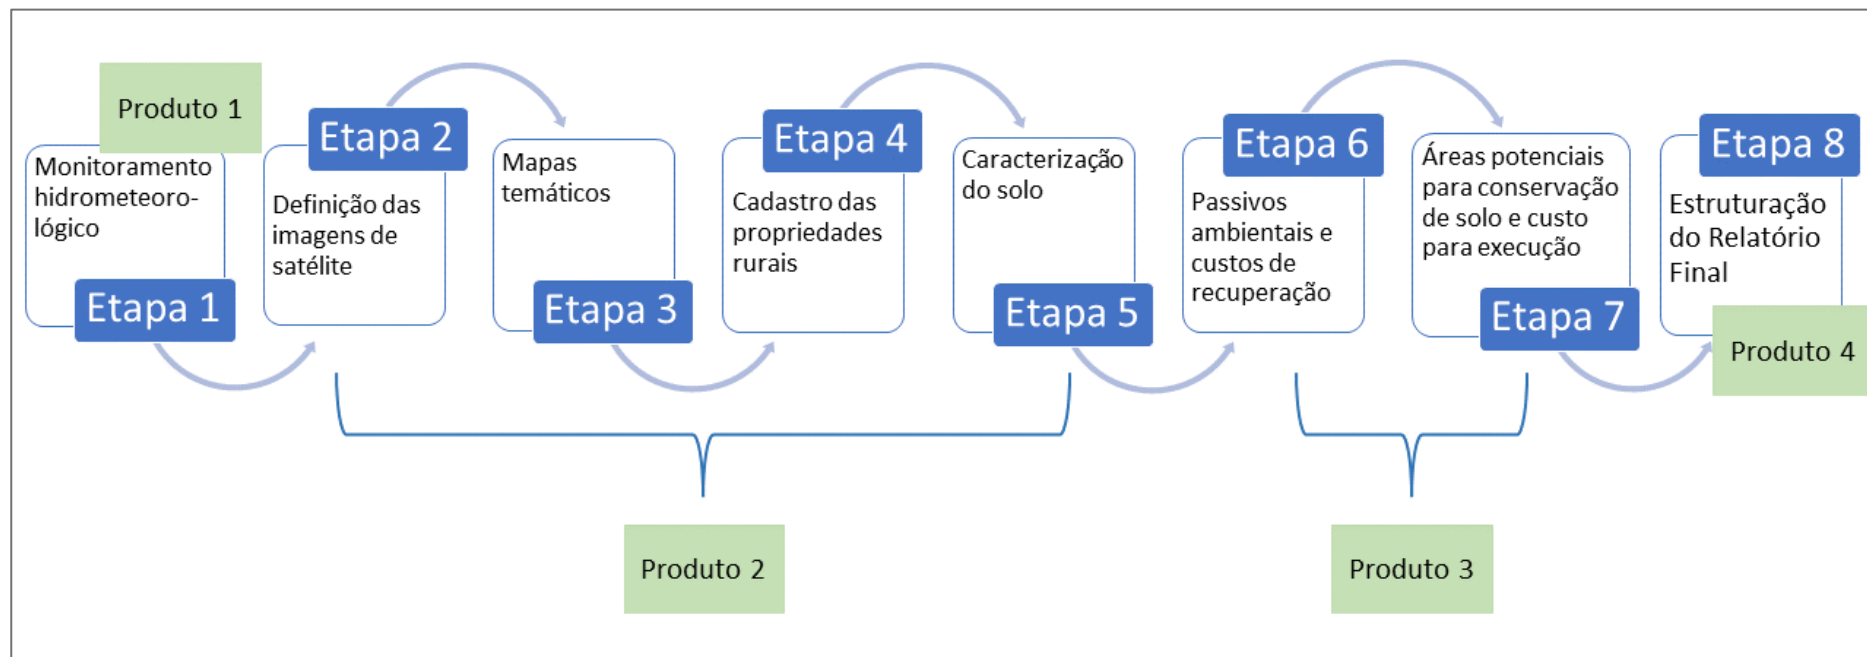 Produto 1
Monitoramento
hidrometeoro-
lógico
Etapa 1
Etapa 2
Definição das
imagens de
satélite
Mapas
temáticos
Etapa 3
Etapa 4
Cadastro das
propriedades
rurais
Caracterização
do solo
Etapa 5
Etapa 6
Passivos
ambientais e
custos de
recuperação
Áreas potenciais
para conservação
de solo e custo
para execução
Etapa 7
Etapa 8
Estruturação
do Relatório
Final
Produto 4
Produto 2
Produto 3